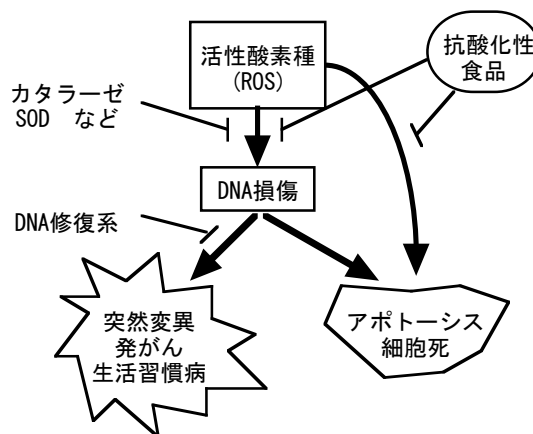 活性酸素種
(ROS)
抗酸化性
食品
カタラーゼ
SOD など
DNA損傷
DNA修復系
突然変異
発がん
生活習慣病
アポトーシス
細胞死